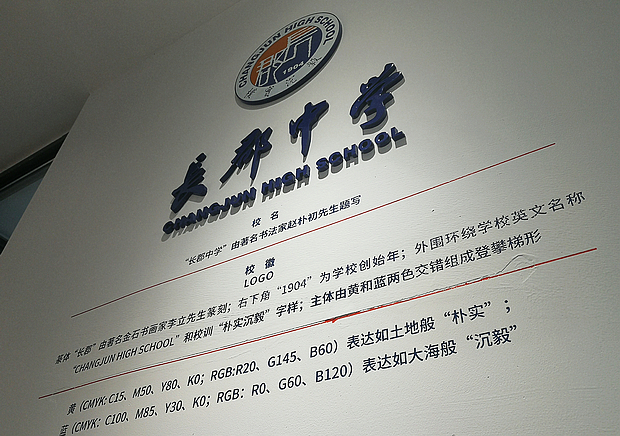 CHANGJUN HIGH SCHOOL
1904
长郡中学
CHANGJUN HIGH SCHOOL
校 名
“长郡中学”由著名书法家赵朴初先生题写
校 徽
LOGO
篆体“长郡”由著名金石书画家李立先生篆刻；右下角“1904”为学校创始年；外围环绕学校英文名称
“CHANGJUN HIGH SCHOOL”和校训“朴实沉毅”字样；主体由黄和蓝两色交错组成登攀梯形
黄（CMYK: C15、M50、Y80、K0；RGB:R20、G145、B60）表达如土地般“朴实”；
蓝（CMYK：C100、M85、Y30、K0；RGB：R0、G60、B120）表达如大海般“沉毅”